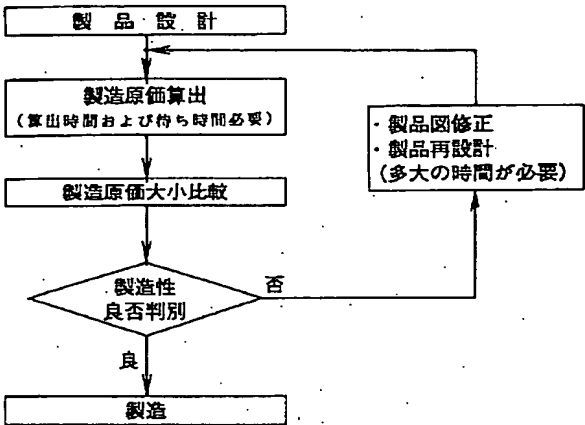 製品設計
製造原価算出
(算出時間および待ち時間必要)
・製品図修正
・製品再設計
(多大の時間が必要)
製造原価大小比較
製造性
良否判別
否
良
製造